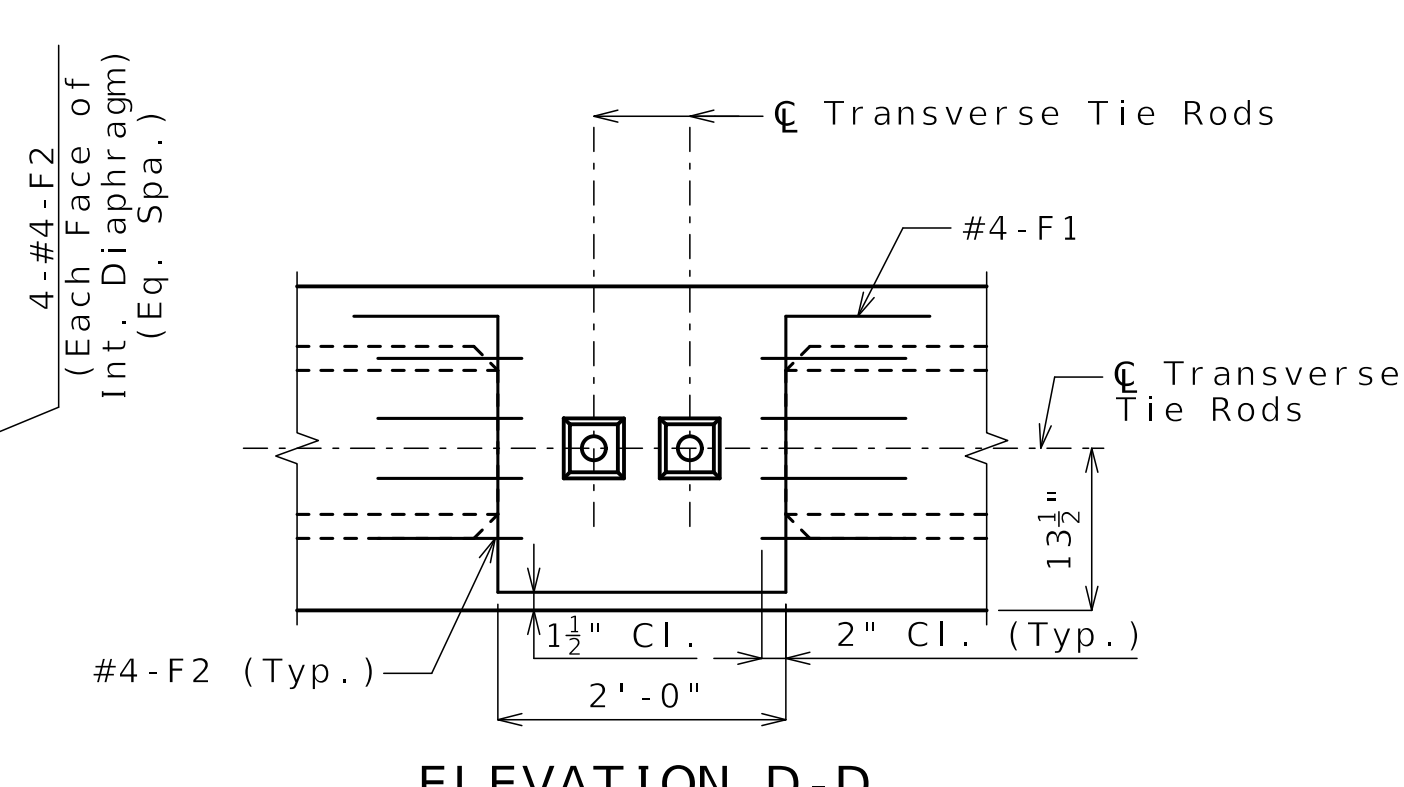 4-#4-F2
(Each Face of
Int. Diaphragm)
(Eq. Spa.)
℄ Transverse Tie Rods
#4-F1
℄ Transverse
Tie Rods
13½"
1½" Cl.
2" Cl. (Typ.)
#4-F2 (Typ.)
2'-0"
ELEVATION D-D